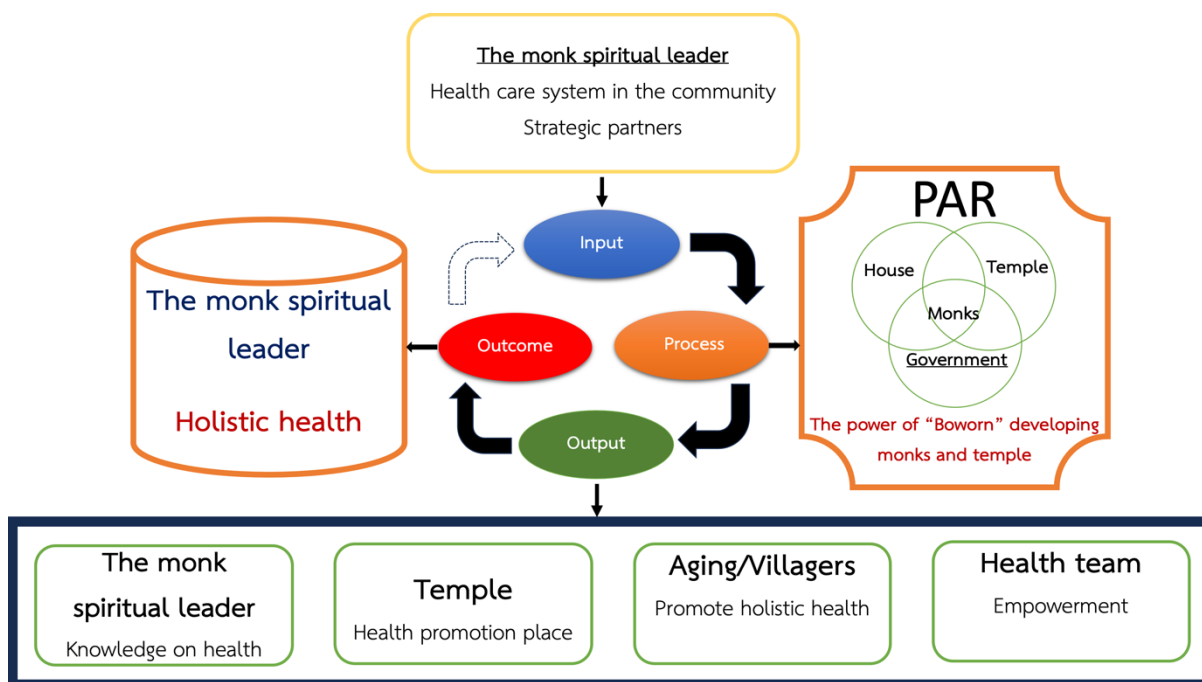 The monk spiritual leader
Health care system in the community
Strategic partners
PAR
House
Temple
Monks
Government
The power of “Boworn” developing
monks and temple
Input
Process
Output
Outcome
The monk spiritual
leader
Holistic health
The monk
spiritual leader
Knowledge on health
Temple
Health promotion place
Aging/Villagers
Promote holistic health
Health team
Empowerment